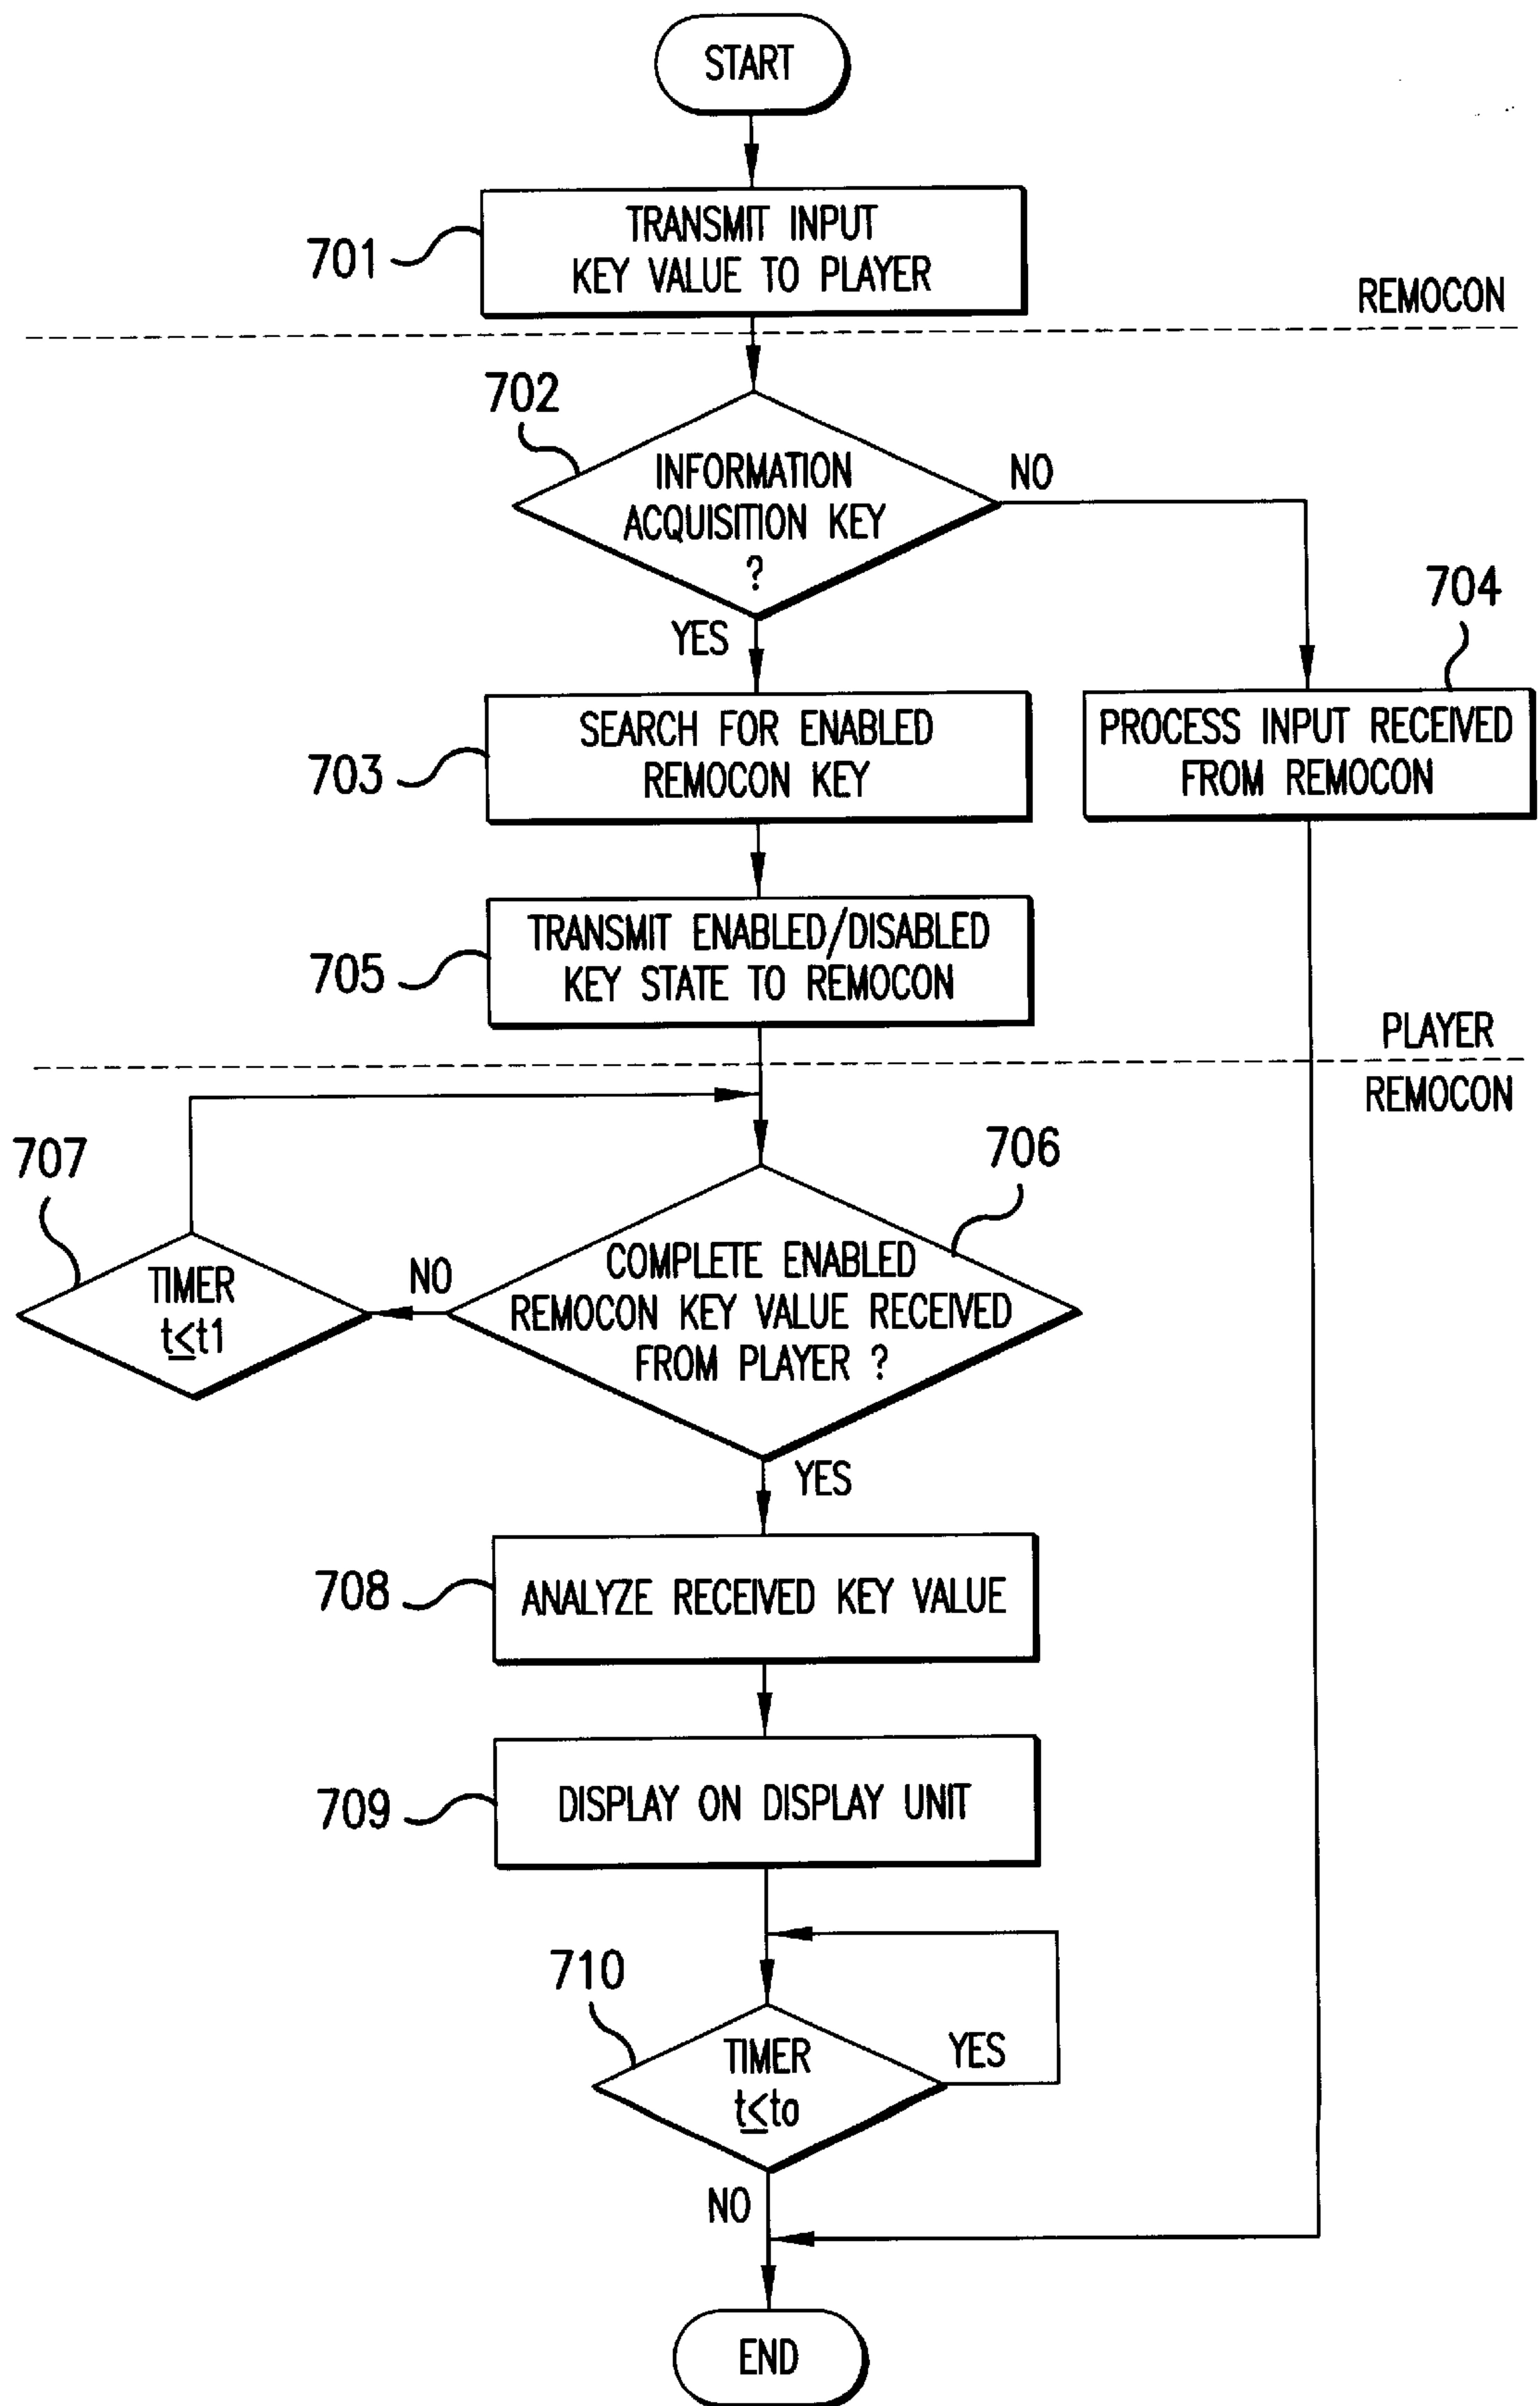 START
701
TRANSMIT INPUT
KEY VALUE TO PLAYER
REMOCON
702
INFORMATION
ACQUISITION KEY
?
NO
YES
704
703
SEARCH FOR ENABLED
REMOCON KEY
PROCESS INPUT RECEIVED
FROM REMOCON
705
TRANSMIT ENABLED/DISABLED
KEY STATE TO REMOCON
PLAYER
REMOCON
707
706
TIMER
t≤t1
NO
COMPLETE ENABLED
REMOCON KEY VALUE RECEIVED
FROM PLAYER ?
YES
708
ANALYZE RECEIVED KEY VALUE
709
DISPLAY ON DISPLAY UNIT
710
TIMER
t≤to
YES
NO
END